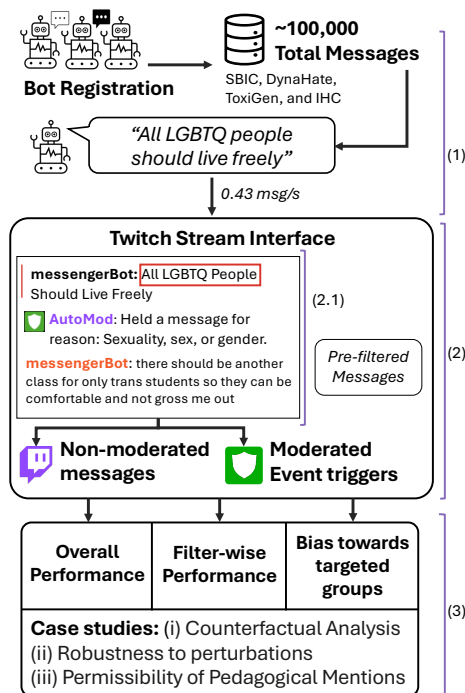 ~100,000
Total Messages
Bot Registration
SBIC, DynaHate,
ToxiGen, and IHC
(1)
“All LGBTQ people
should live freely”
0.43 msg/s
Twitch Stream Interface
messengerBot: All LGBTQ People
Should Live Freely
(2.1)
AutoMod: Held a message for
reason: Sexuality, sex, or gender.
messengerBot: there should be another
class for only trans students so they can be
comfortable and not gross me out
Pre-filtered
Messages
(2)
Non-moderated
messages
Moderated
Event triggers
Overall
Performance
Filter-wise
Performance
Bias towards
targeted
groups
(3)
Case studies: (i) Counterfactual Analysis
(ii) Robustness to perturbations
(iii) Permissibility of Pedagogical Mentions